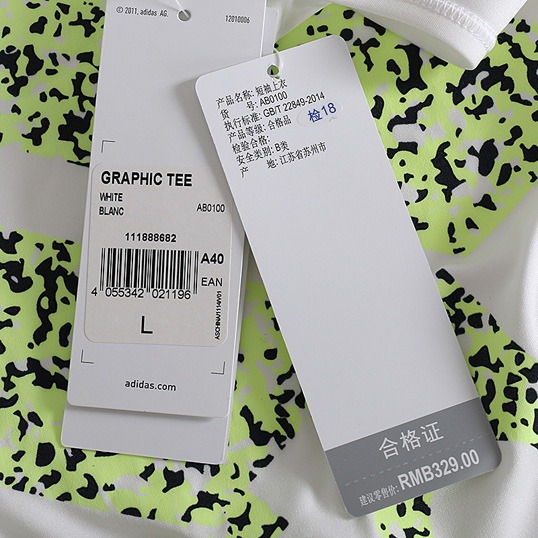 © 2011, adidas AG.
12010006
GRAPHIC TEE
WHITE
BLANC
AB0100
111888682
A40
EAN
4 055342 021196
L
ASCHINA/1114W/01
adidas.com
产品名称: 短袖上衣
货 号: AB0100
执行标准: GB/T 22849-2014
产品等级: 合格品
检验合格:
检18
安全类别: B类
产 地: 江苏省苏州市
合格证
建议零售价: RMB329.00